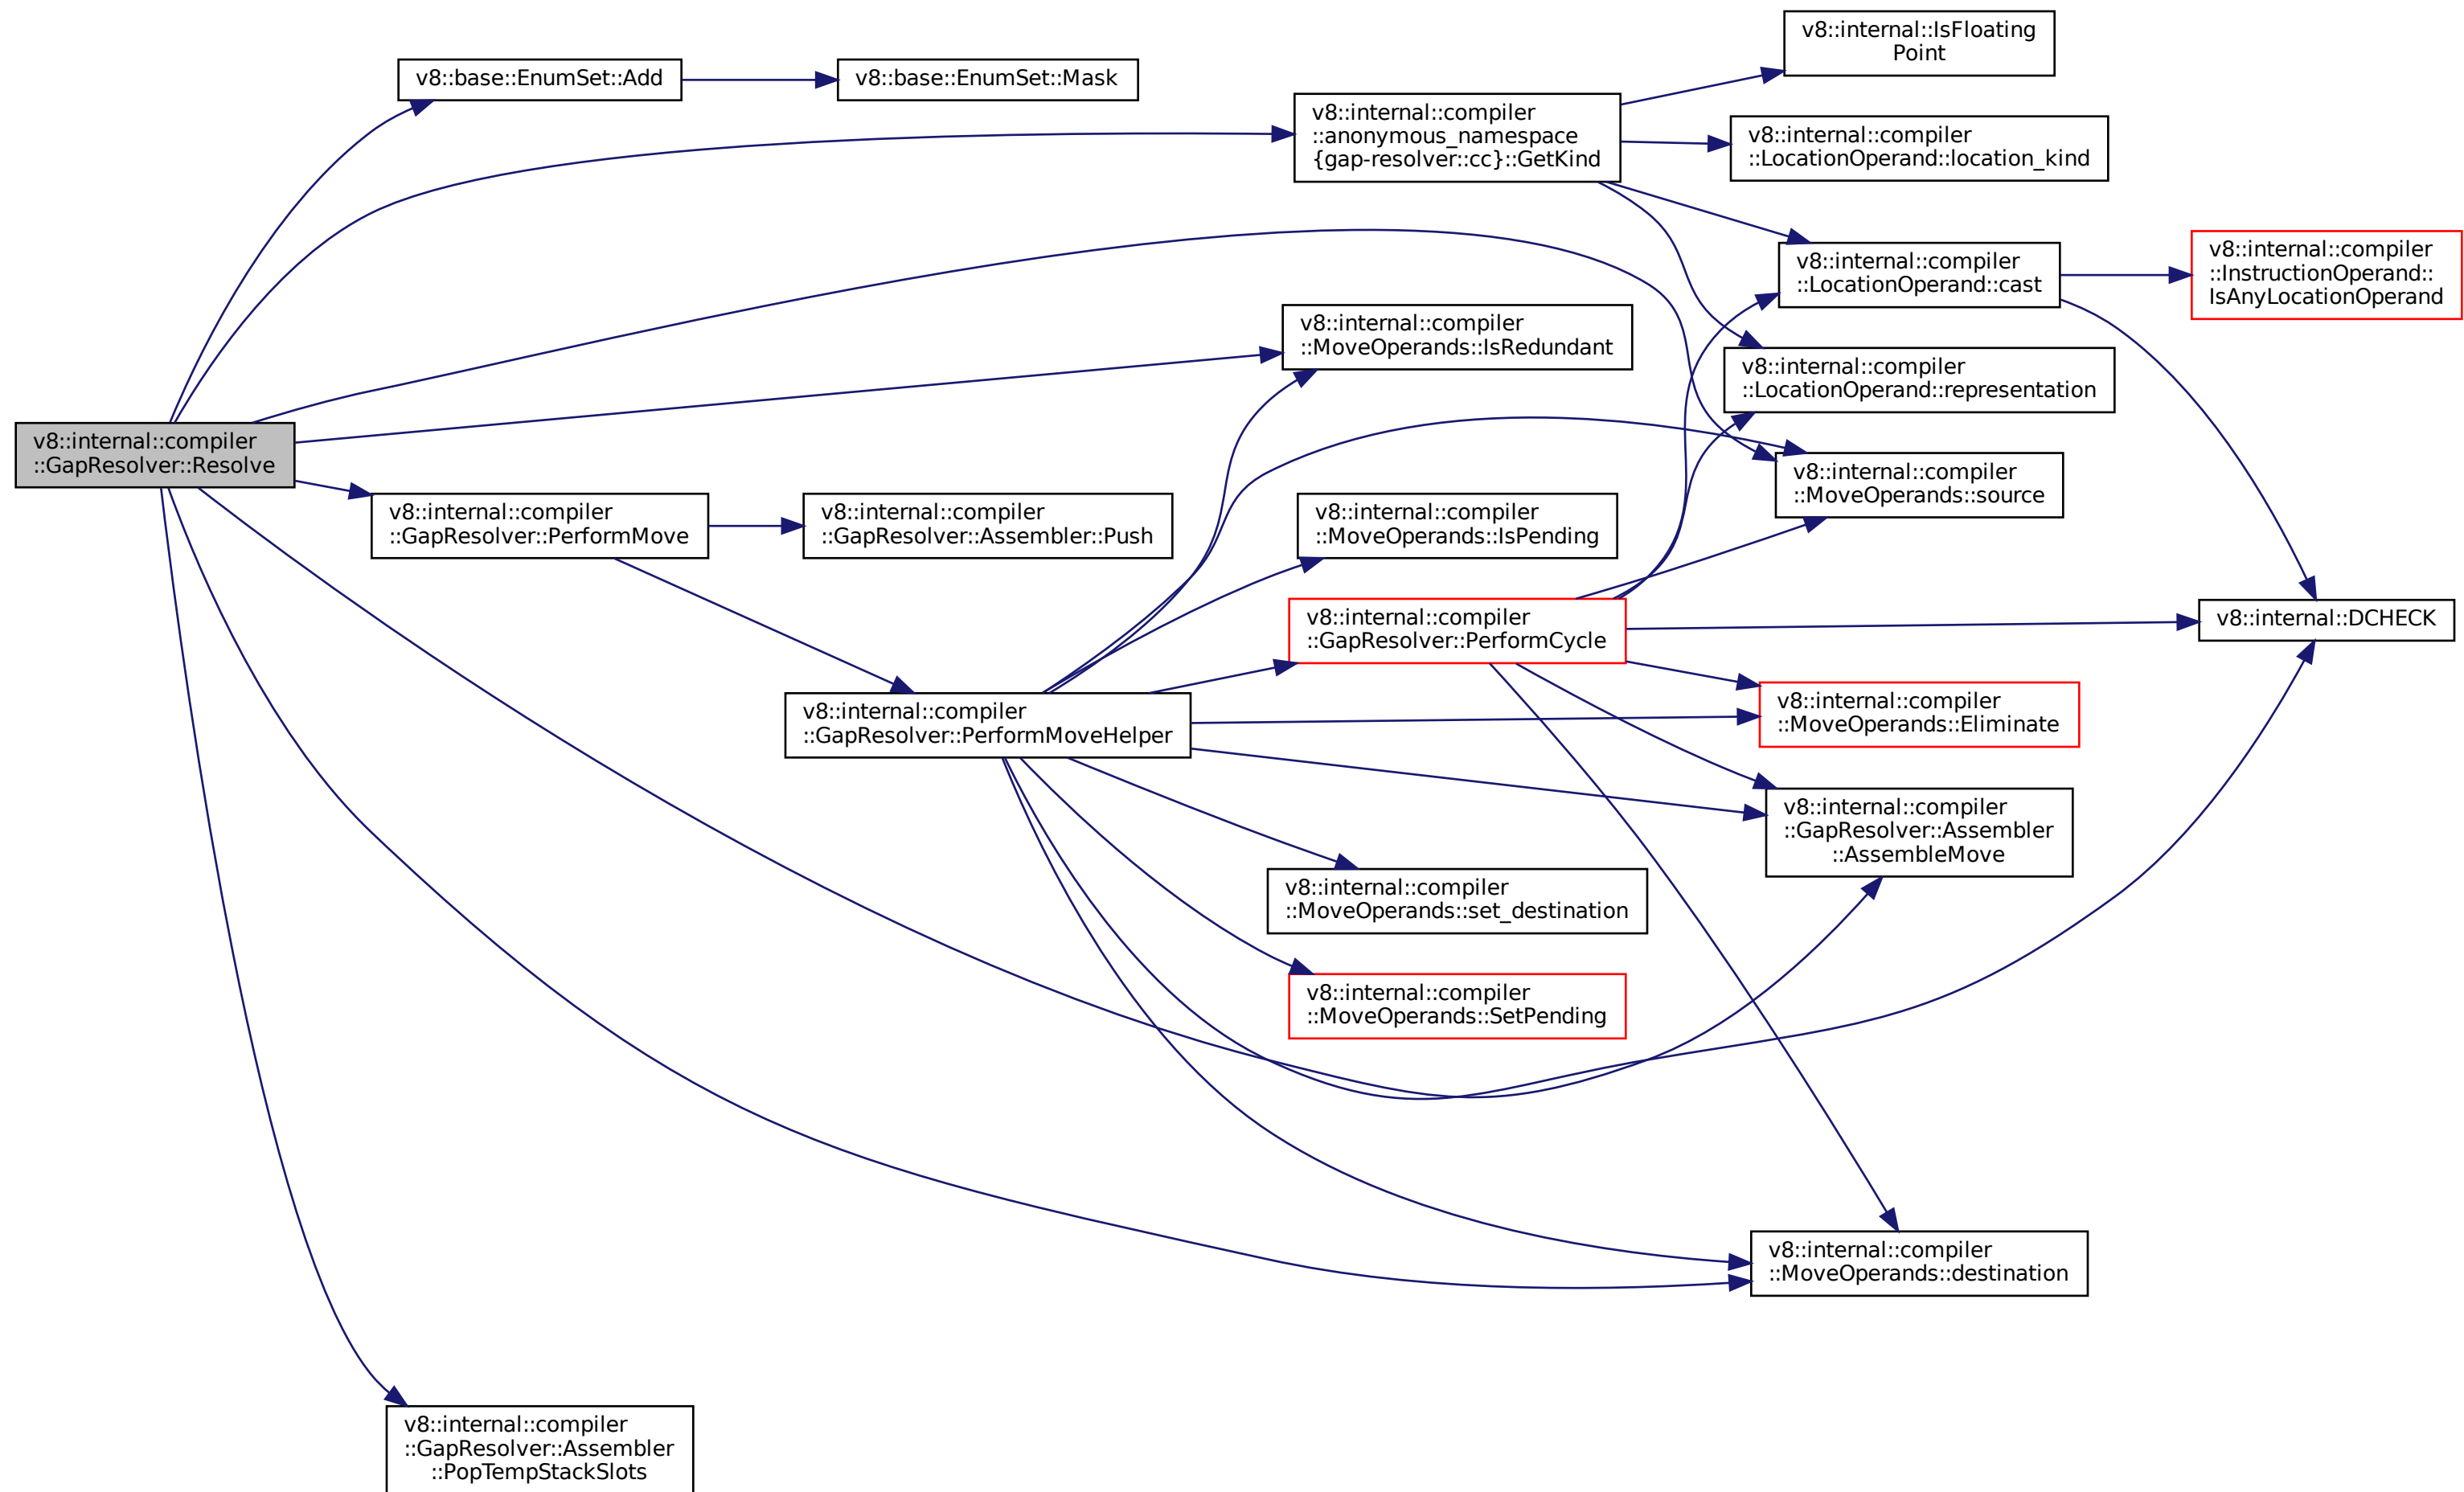 v8::internal::compiler
::GapResolver::Resolve
v8::base::EnumSet::Add
v8::base::EnumSet::Mask
v8::internal::compiler
::anonymous_namespace
{gap-resolver::cc}::GetKind
v8::internal::IsFloating
Point
v8::internal::compiler
::LocationOperand::location_kind
v8::internal::compiler
::LocationOperand::cast
v8::internal::compiler
::InstructionOperand::
IsAnyLocationOperand
v8::internal::compiler
::MoveOperands::IsRedundant
v8::internal::compiler
::LocationOperand::representation
v8::internal::compiler
::MoveOperands::source
v8::internal::compiler
::GapResolver::PerformMove
v8::internal::compiler
::GapResolver::Assembler::Push
v8::internal::compiler
::MoveOperands::IsPending
v8::internal::compiler
::GapResolver::PerformCycle
v8::internal::DCHECK
v8::internal::compiler
::GapResolver::PerformMoveHelper
v8::internal::compiler
::MoveOperands::Eliminate
v8::internal::compiler
::GapResolver::Assembler
::AssembleMove
v8::internal::compiler
::MoveOperands::set_destination
v8::internal::compiler
::MoveOperands::SetPending
v8::internal::compiler
::MoveOperands::destination
v8::internal::compiler
::GapResolver::Assembler
::PopTempStackSlots